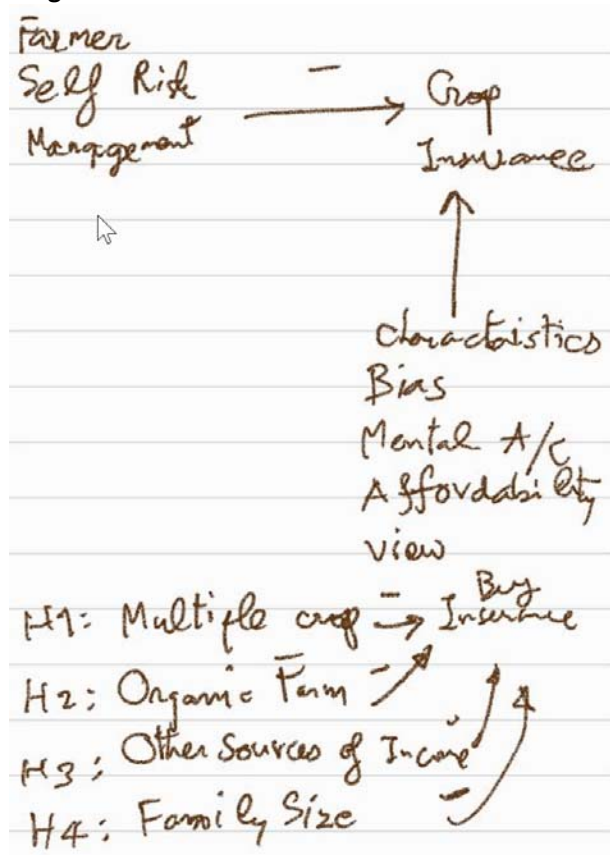 Farmer
Self Risk
Management
—
Crop
Insurance
Characteristics
Bias
Mental A/c
Affordability
view
H1: Multiple crop - → Buy Insurance
H2: Organic Farm -
H3: Other Sources of Income -
H4: Family Size -